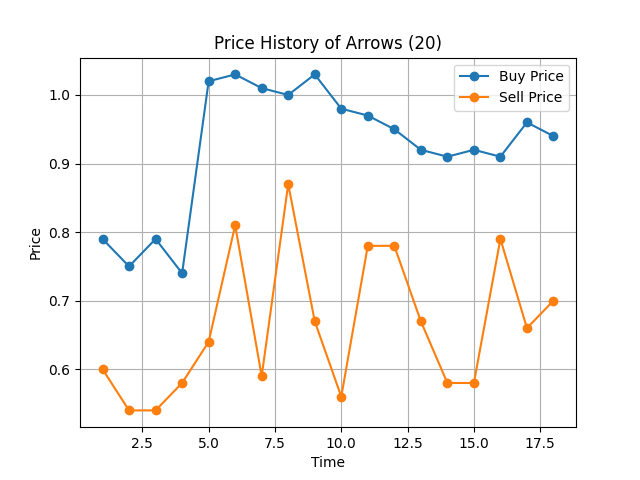 Price History of Arrows (20)
Buy Price
Sell Price
1.0
0.9
0.8
0.7
0.6
Price
2.5 5.0 7.5 10.0 12.5 15.0 17.5
Time